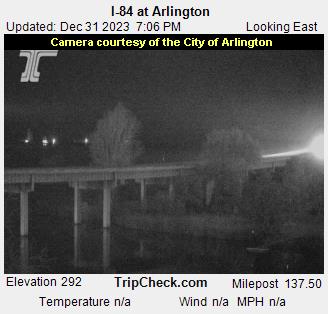 I-84 at Arlington
Updated: Dec 31 2023 7:06 PM Looking East
Camera courtesy of the City of Arlington
Elevation 292 TripCheck.com Milepost 137.50
Temperature n/a Wind n/a MPH n/a